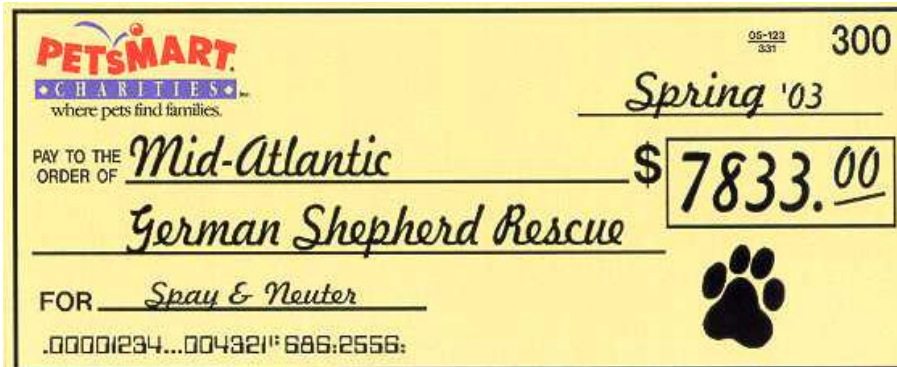 PETSMART.
• CHARITIES • INC.
where pets find families.
05-123
331
300
Spring '03
PAY TO THE
ORDER OF
Mid-Atlantic
$ 7833.00
German Shepherd Rescue
FOR Spay & Neuter
.00001234...004321⑈686:2556: